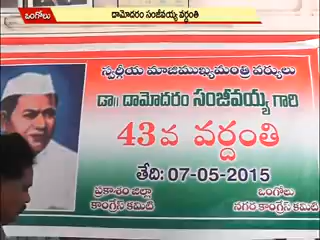 ఒంగోలు
దామోదరం సంజీవయ్య వర్ధంతి
స్వర్గీయ మాజీముఖ్యమంత్రి వర్యులు
డా॥ దామోదరం సంజీవయ్య గారి
43వ వర్దంతి
తేది: 07-05-2015
ప్రకాశం జిల్లా
కాంగ్రెస్ కమిటి
ఒంగోలు
నగర కాంగ్రెస్ కమిటి